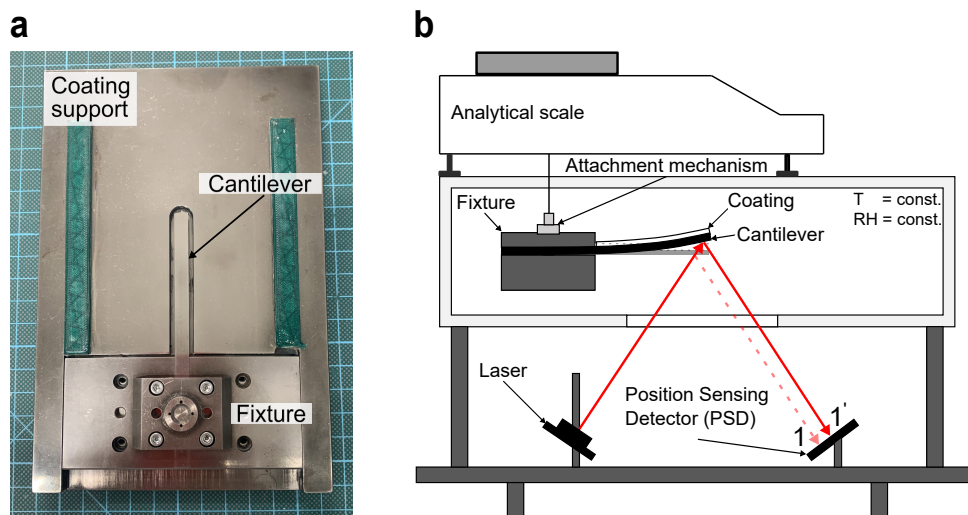 a
Coating
support
Cantilever
Fixture
b
Analytical scale
Attachment mechanism
Fixture
Coating
Cantilever
T = const.
RH = const.
Laser
Position Sensing
Detector (PSD)
1
1'